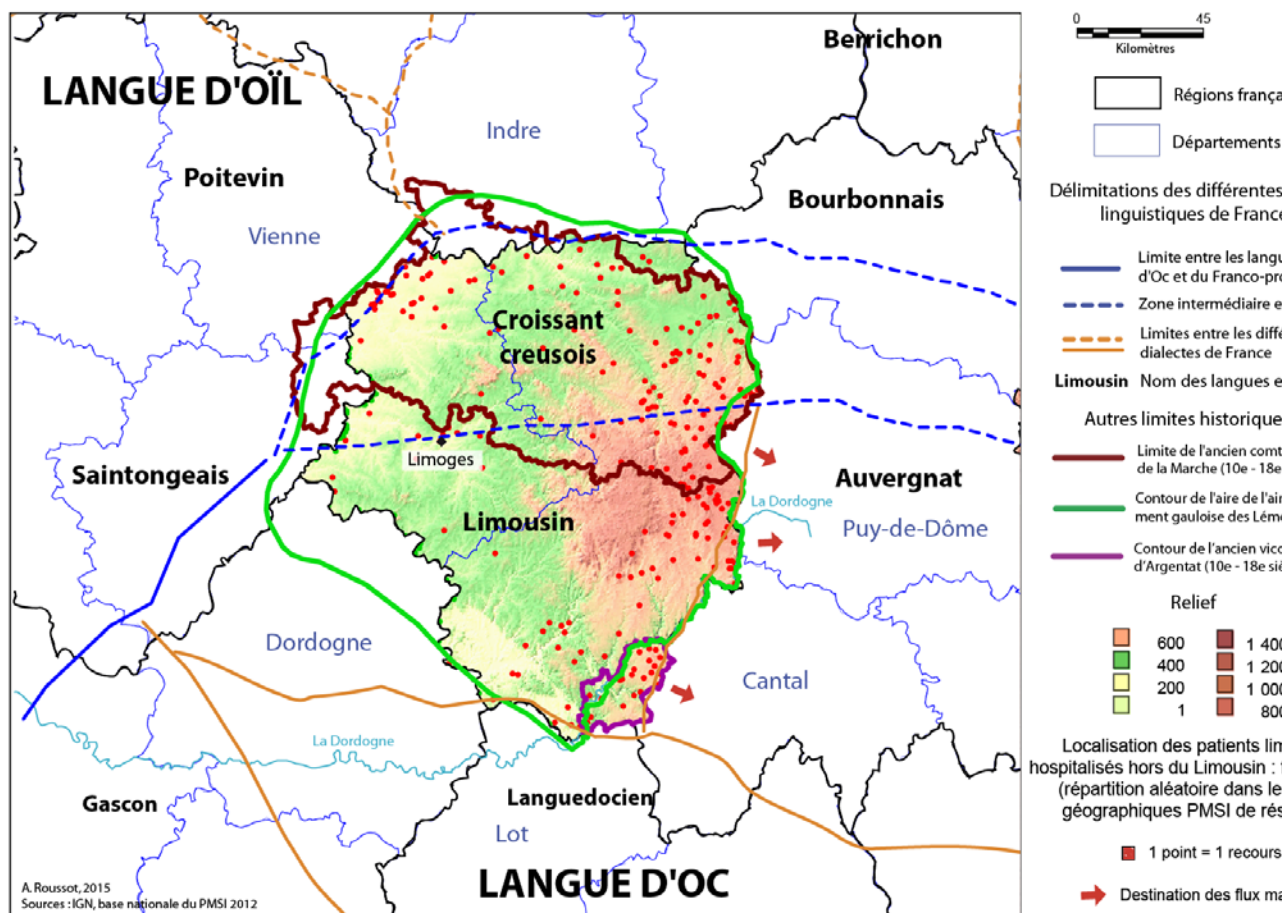 LANGUE D'OÏL
Berrichon
Indre
Poitevin
Vienne
Bourbonnais
Croissant
creusois
Saintongeais
Limoges
Limousin
Auvergnat
La Dordogne
Puy-de-Dôme
Dordogne
Cantal
La Dordogne
Gascon
Languedocien
Lot
LANGUE D'OC
A. Roussot, 2015
Sources : IGN, base nationale du PMSI 2012
0 45
Kilomètres
Régions frança
Départements
Délimitations des différentes
linguistiques de France
Limite entre les langu
d'Oc et du Franco-pro
Zone intermédiaire e
Limites entre les diffé
dialectes de France
Limousin Nom des langues e
Autres limites historique
Limite de l'ancien comt
de la Marche (10e - 18e
Contour de l'aire de l'air
ment gauloise des Lémo
Contour de l'ancien vico
d'Argentat (10e - 18e siè
Relief
600 1 400
400 1 200
200 1 000
1 800
Localisation des patients lim
hospitalisés hors du Limousin :
(répartition aléatoire dans le
géographiques PMSI de rés
1 point = 1 recours
Destination des flux ma